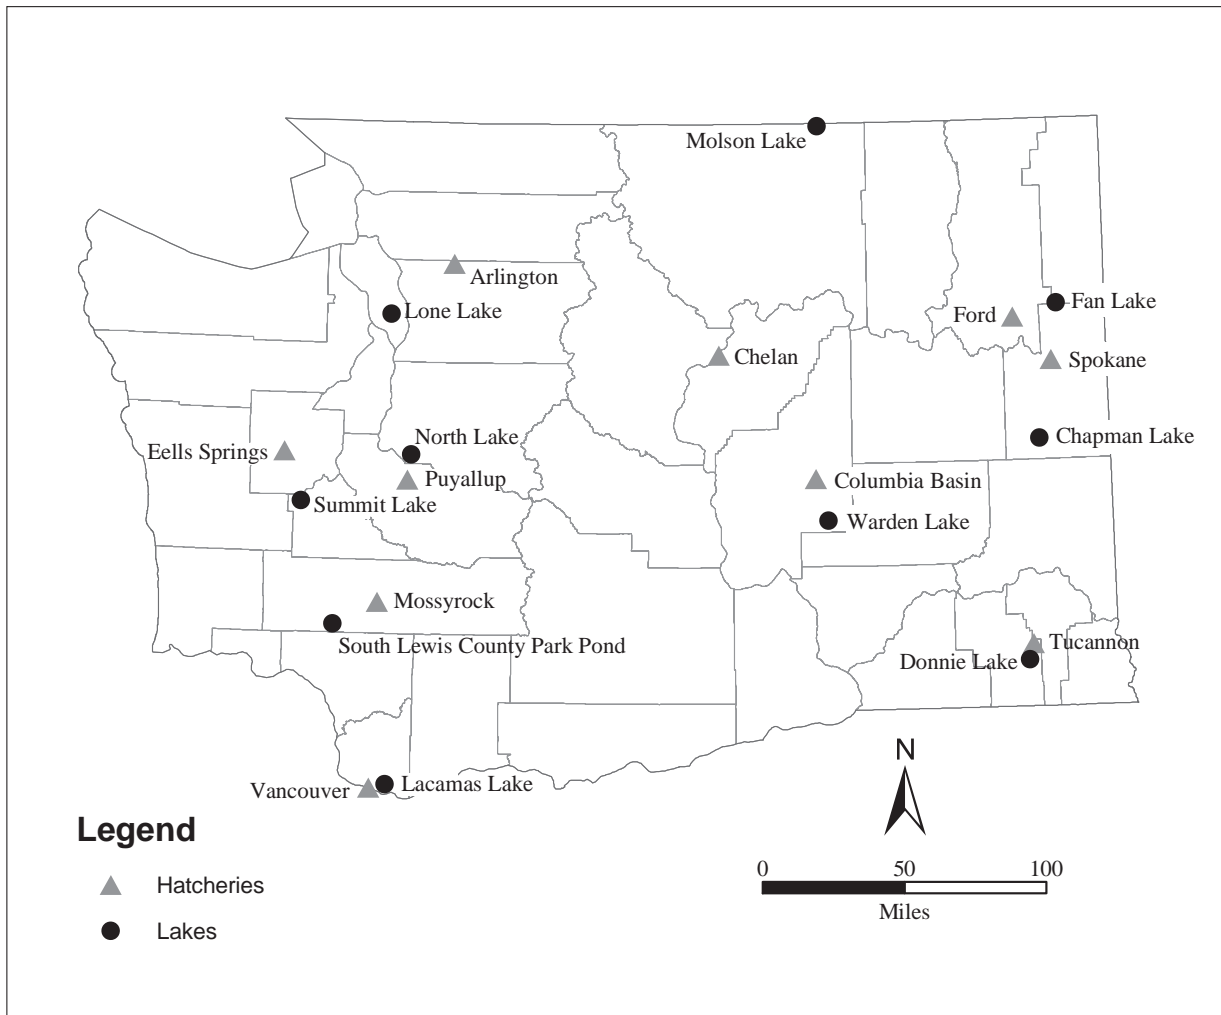 Molson Lake
Arlington
Lone Lake
Fan Lake
Ford
Chelan
Spokane
North Lake
Chapman Lake
Eells Springs
Puyallup
Columbia Basin
Summit Lake
Warden Lake
Mossyrock
South Lewis County Park Pond
Tucannon
Donnie Lake
N
Vancouver
Lacamas Lake
Legend
Hatcheries
Lakes
0 50 100
Miles